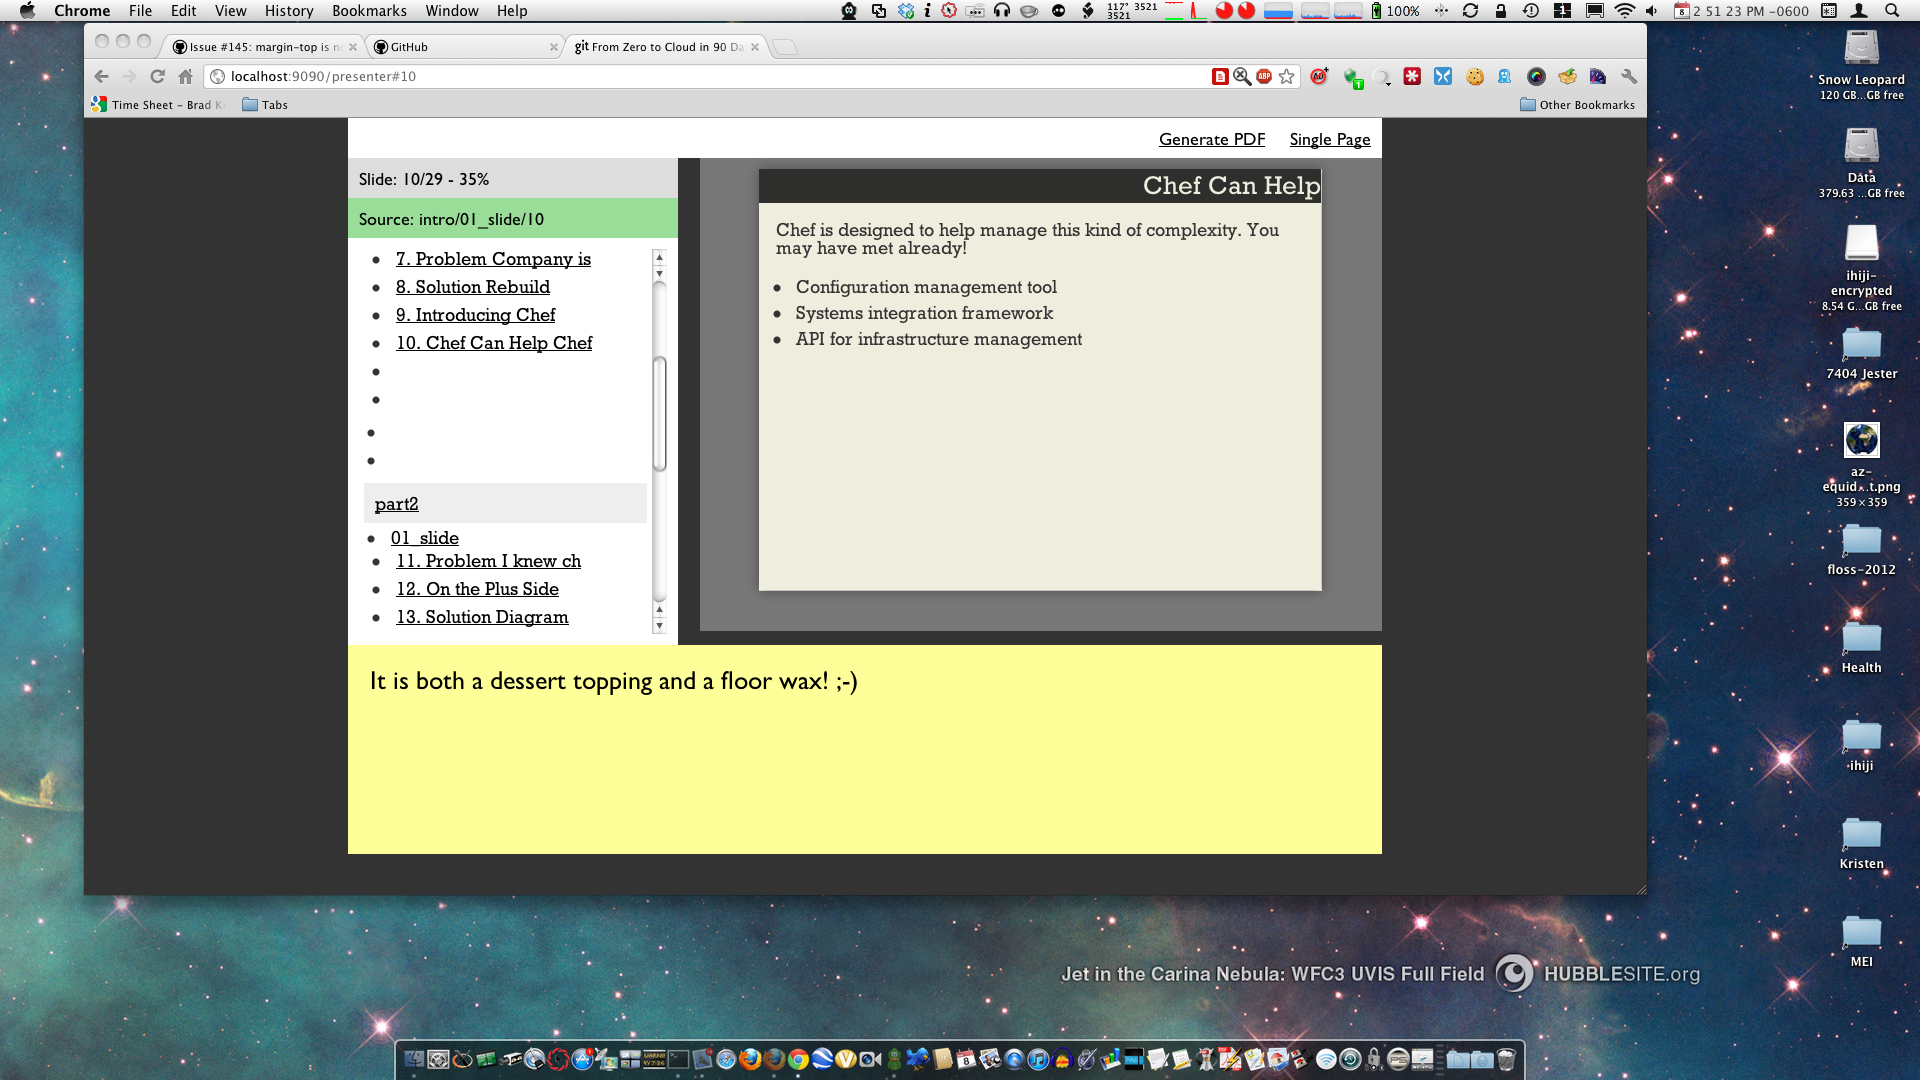 Chrome File Edit View History Bookmarks Window Help
117° 3521
3521
100%
2 51 23 PM -0600
Issue #145: margin-top is n
GitHub
git From Zero to Cloud in 90 Da
localhost:9090/presenter#10
Time Sheet - Brad K
Tabs
Other Bookmarks
Generate PDF Single Page
Slide: 10/29 - 35%
Source: intro/01_slide/10
7. Problem Company is
8. Solution Rebuild
9. Introducing Chef
10. Chef Can Help Chef
part2
01_slide
11. Problem I knew ch
12. On the Plus Side
13. Solution Diagram
Chef Can Help
Chef is designed to help manage this kind of complexity. You
may have met already!
Configuration management tool
Systems integration framework
API for infrastructure management
It is both a dessert topping and a floor wax! ;-)
Snow Leopard
120 GB...GB free
Data
379.63 ...GB free
ihiji-
encrypted
8.54 G...GB free
7404 Jester
az-
equid...t.png
359×359
floss-2012
Health
ihiji
Kristen
MEI
Jet in the Carina Nebula: WFC3 UVIS Full Field
HUBBLESITE.org